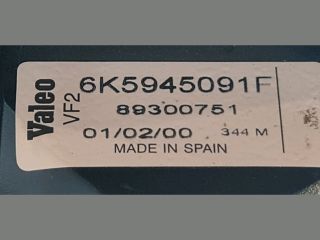 Valeo
VF2
6K5945091F
89300751
01/02/00 344 M
MADE IN SPAIN